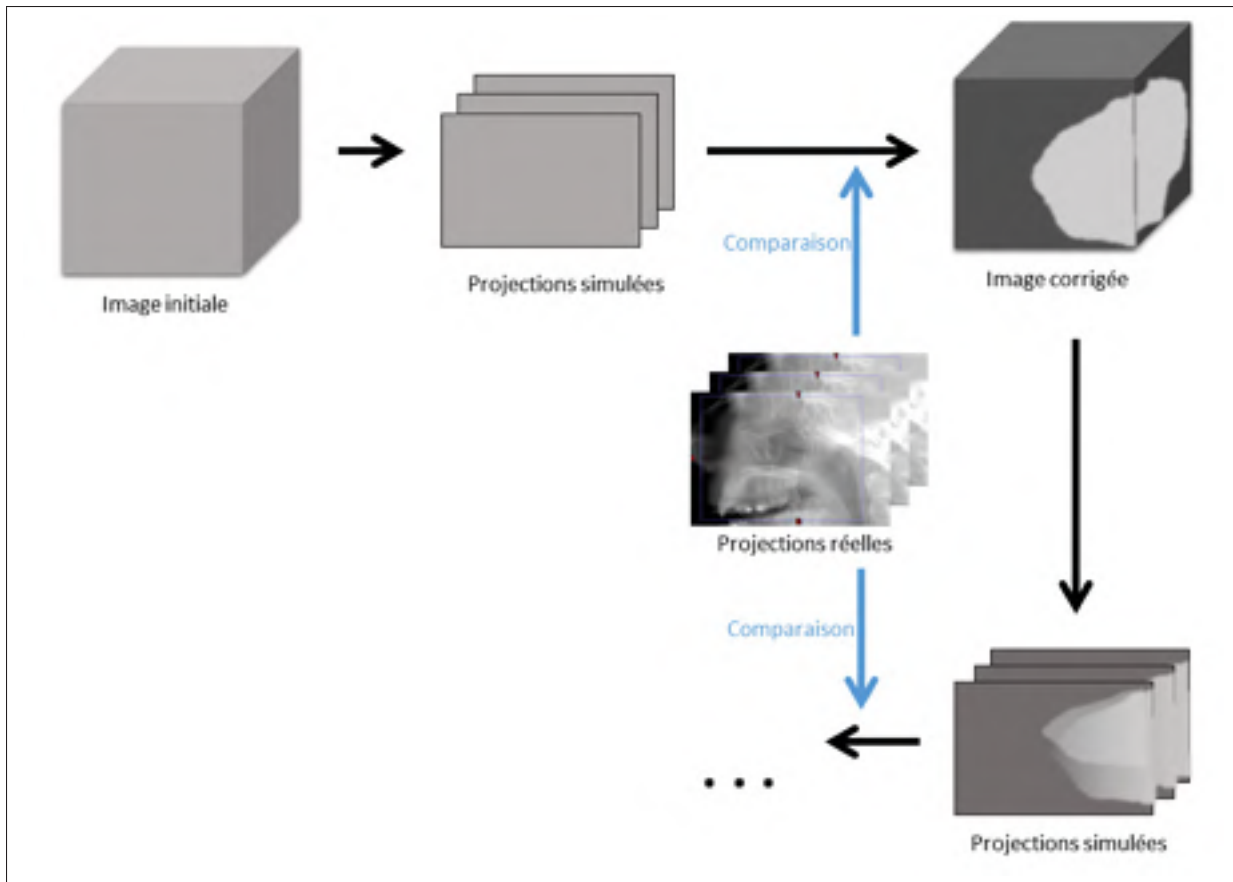 Image initiale
Projections simulées
Comparaison
Image corrigée
Projections réelles
Comparaison
...
Projections simulées